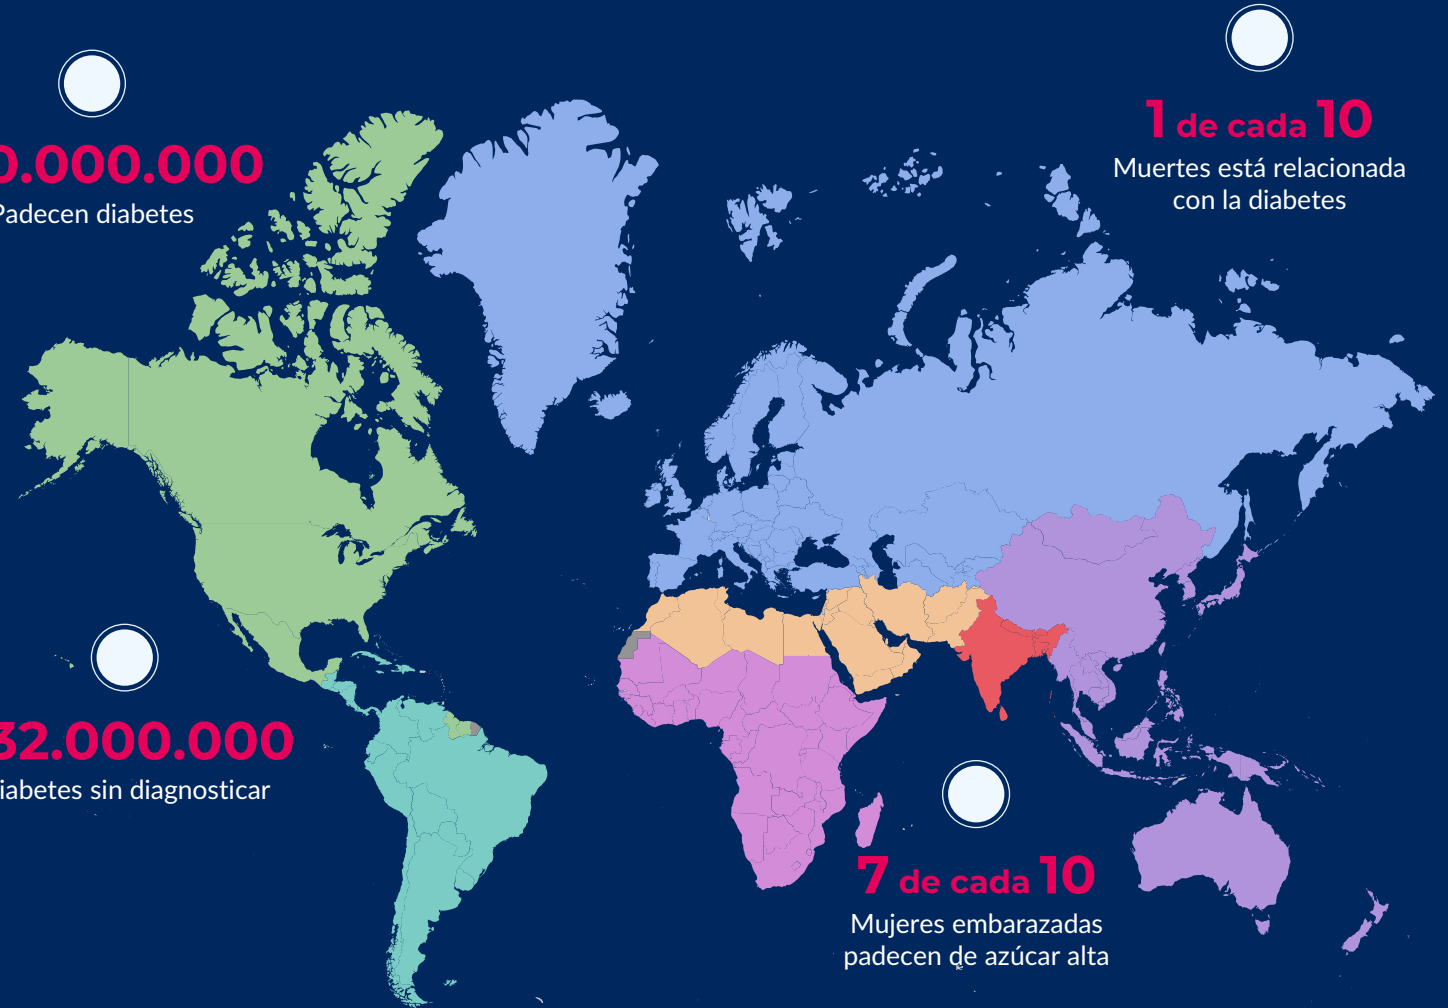 0.000.000
Padecen diabetes
1 de cada 10
Muertes está relacionada
con la diabetes
32.000.000
iabetes sin diagnosticar
7 de cada 10
Mujeres embarazadas
padecen de azúcar alta